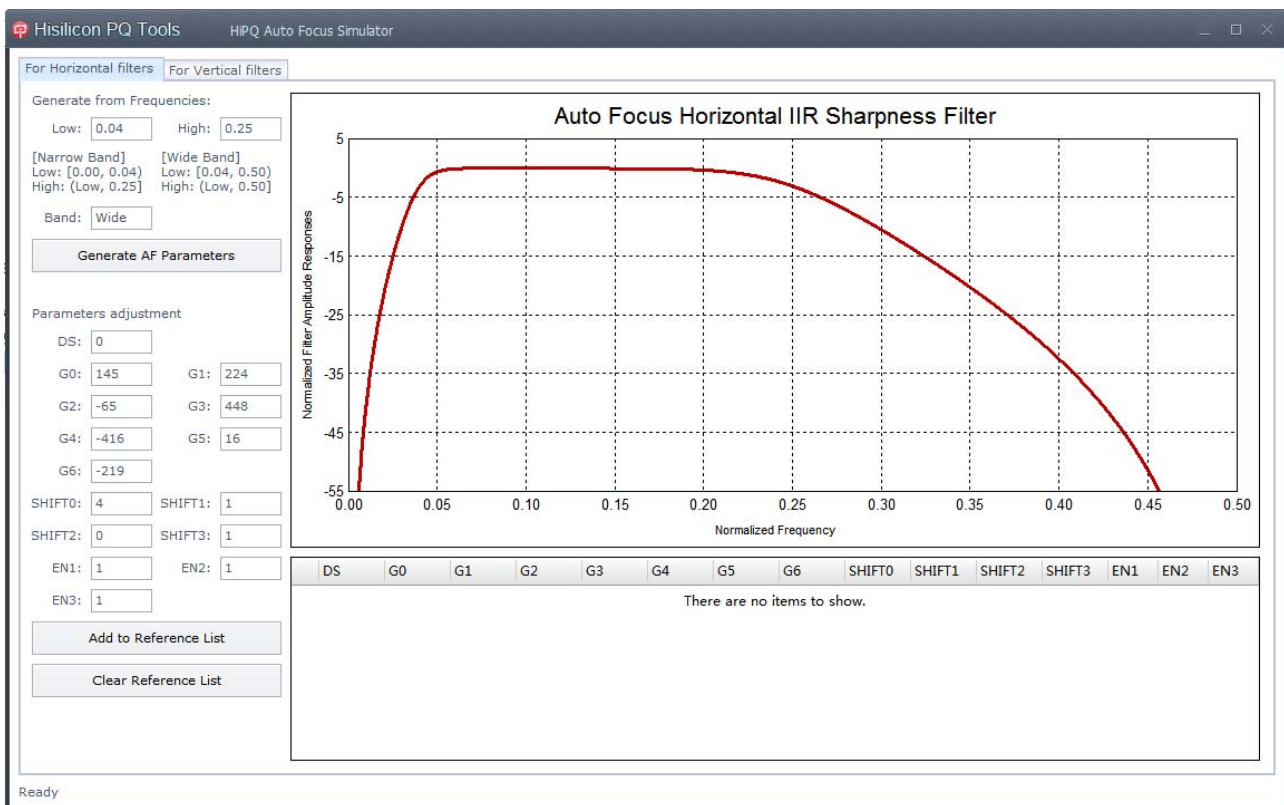 Hisilicon PQ Tools HiPQ Auto Focus Simulator
For Horizontal filters For Vertical filters
Generate from Frequencies:
Low: 0.04 High: 0.25
[Narrow Band] [Wide Band]
Low: [0.00, 0.04) Low: [0.04, 0.50)
High: (Low, 0.25] High: (Low, 0.50]
Band: Wide
Generate AF Parameters
Parameters adjustment
DS: 0
G0: 145 G1: 224
G2: -65 G3: 448
G4: -416 G5: 16
G6: -219
SHIFT0: 4 SHIFT1: 1
SHIFT2: 0 SHIFT3: 1
EN1: 1 EN2: 1
EN3: 1
Add to Reference List
Clear Reference List
Auto Focus Horizontal IIR Sharpness Filter
Normalized Filter Amplitude Responses
5
-5
-15
-25
-35
-45
-55
0.00 0.05 0.10 0.15 0.20 0.25 0.30 0.35 0.40 0.45 0.50
Normalized Frequency
DS G0 G1 G2 G3 G4 G5 G6 SHIFT0 SHIFT1 SHIFT2 SHIFT3 EN1 EN2 EN3
There are no items to show.
Ready